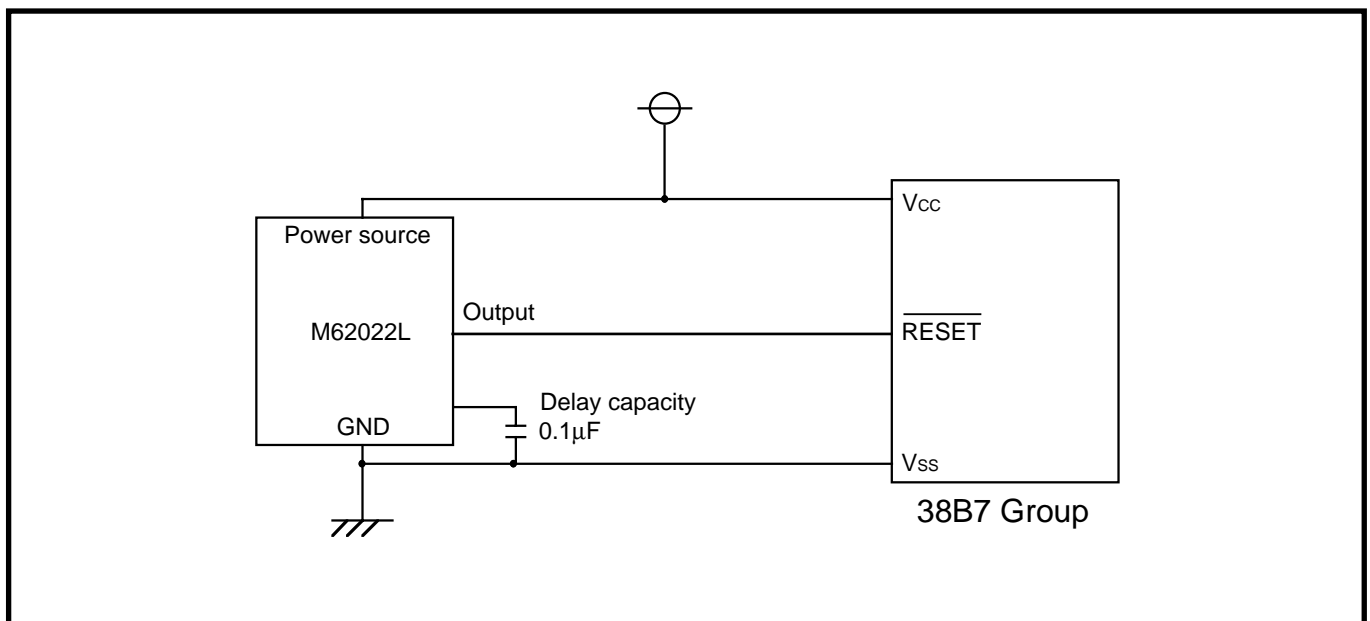 Vcc
Power source
Output
M62022L
RESET
Delay capacity
0.1μF
GND
Vss
38B7 Group